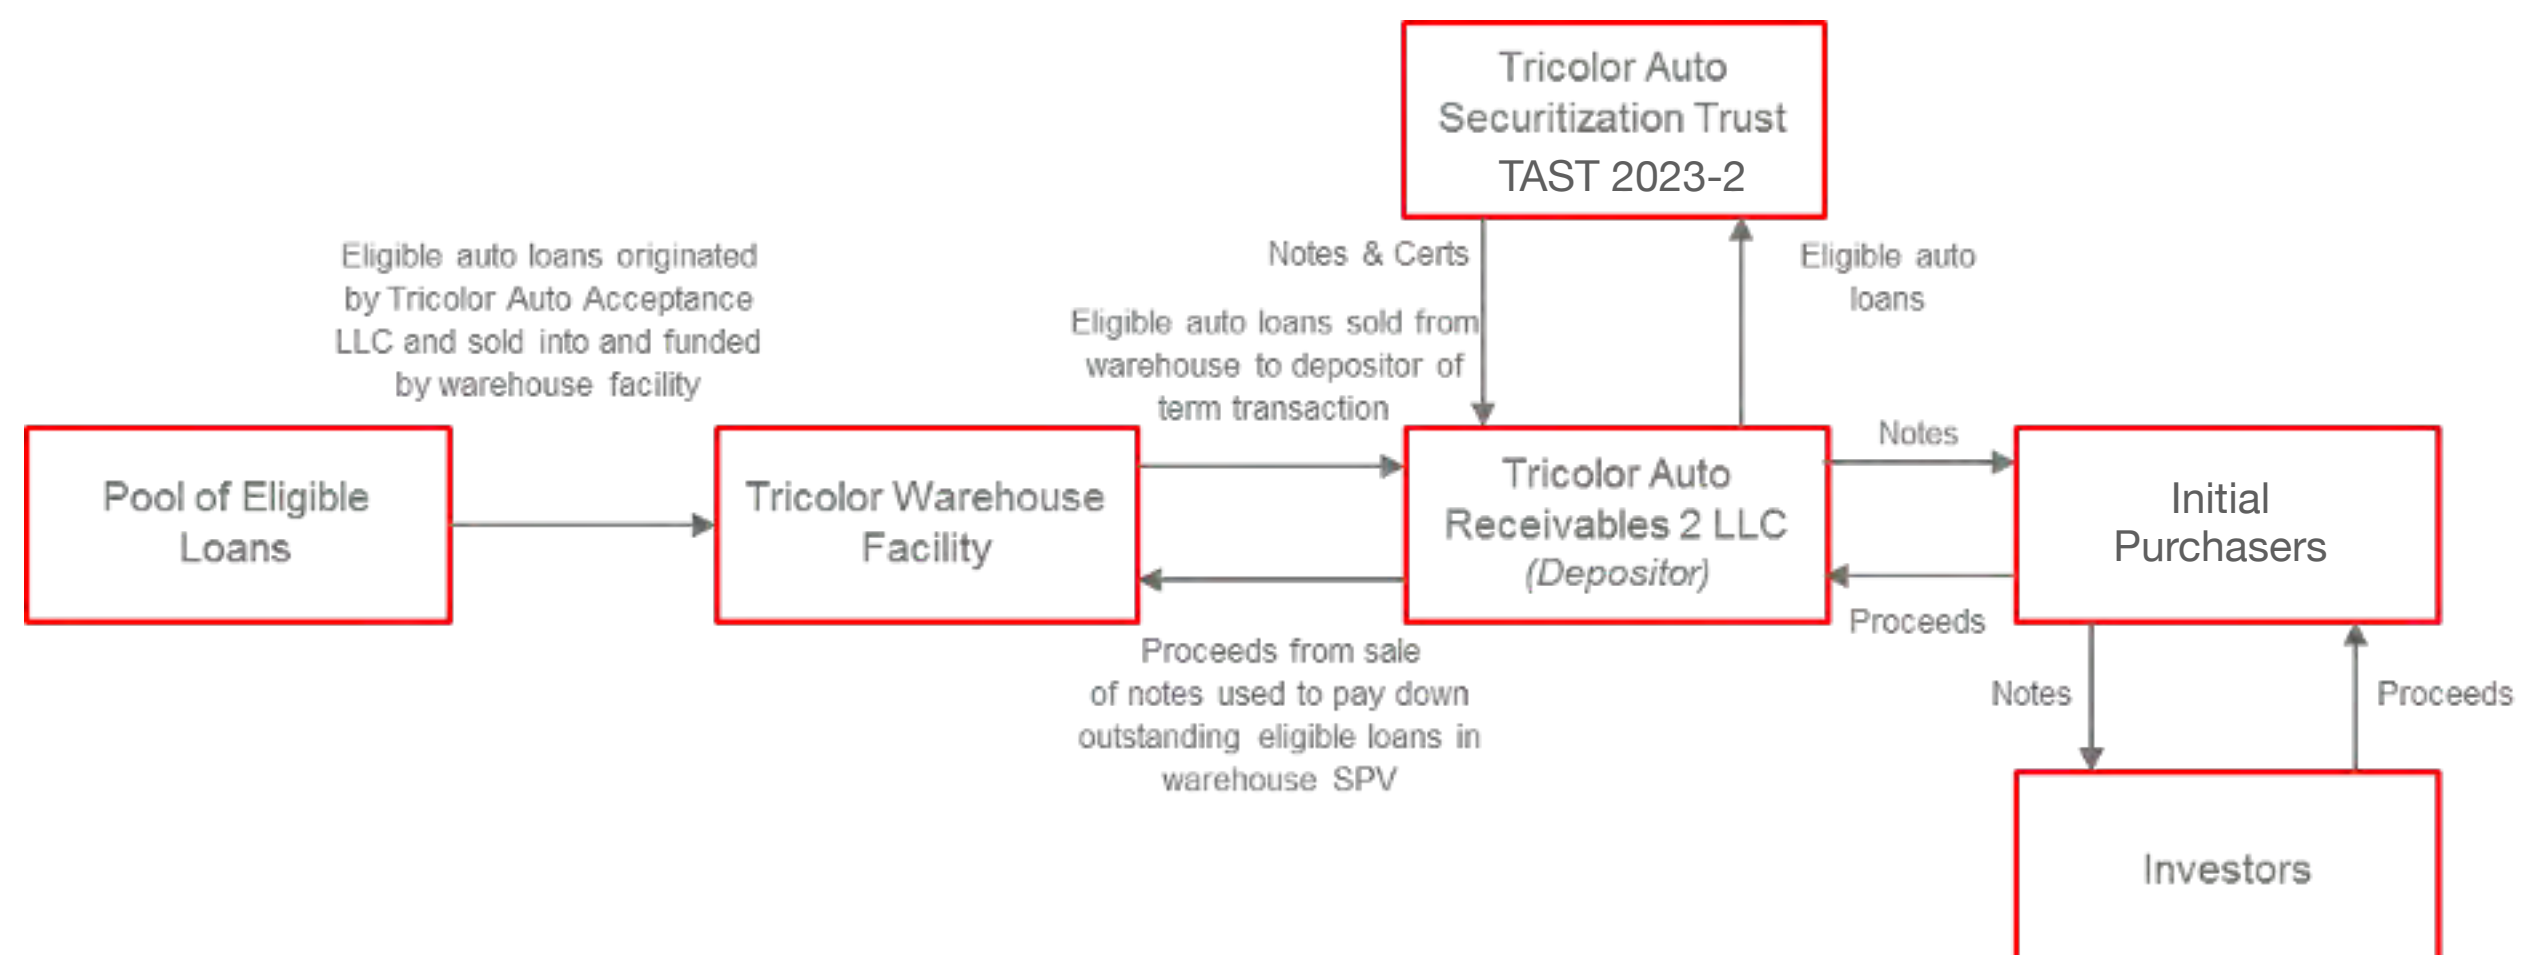 Tricolor Auto
Securitization Trust
TAST 2023-2
Notes & Certs
Eligible auto
loans
Eligible auto loans originated
by Tricolor Auto Acceptance
LLC and sold into and funded
by warehouse facility
Eligible auto loans sold from
warehouse to depositor of
term transaction
Pool of Eligible
Loans
Tricolor Warehouse
Facility
Tricolor Auto
Receivables 2 LLC
(Depositor)
Notes
Initial
Purchasers
Proceeds
Proceeds from sale
of notes used to pay down
outstanding eligible loans in
warehouse SPV
Notes
Proceeds
Investors